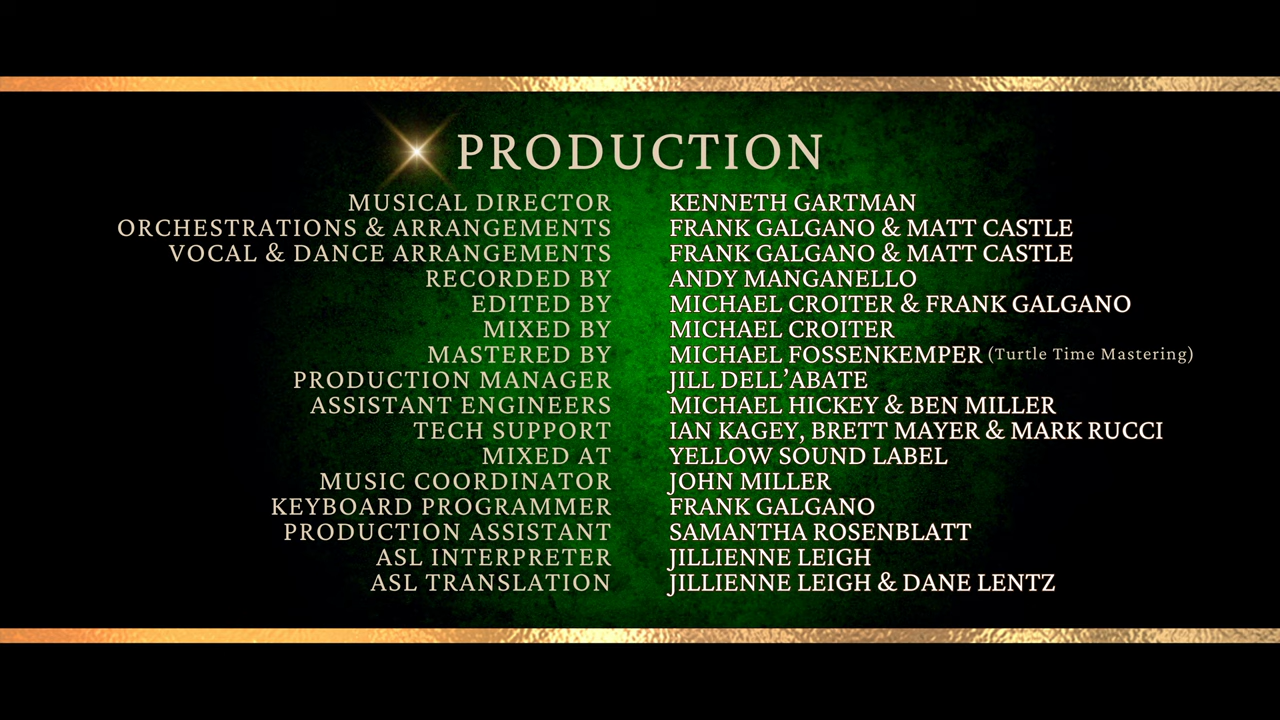 PRODUCTION
MUSICAL DIRECTOR KENNETH GARTMAN
ORCHESTRATIONS & ARRANGEMENTS FRANK GALGANO & MATT CASTLE
VOCAL & DANCE ARRANGEMENTS FRANK GALGANO & MATT CASTLE
RECORDED BY ANDY MANGANELLO
EDITED BY MICHAEL CROITER & FRANK GALGANO
MIXED BY MICHAEL CROITER
MASTERED BY MICHAEL FOSSENKEMPER (Turtle Time Mastering)
PRODUCTION MANAGER JILL DELL’ABATE
ASSISTANT ENGINEERS MICHAEL HICKEY & BEN MILLER
TECH SUPPORT IAN KAGEY, BRETT MAYER & MARK RUCCI
MIXED AT YELLOW SOUND LABEL
MUSIC COORDINATOR JOHN MILLER
KEYBOARD PROGRAMMER FRANK GALGANO
PRODUCTION ASSISTANT SAMANTHA ROSENBLATT
ASL INTERPRETER JILLIENNE LEIGH
ASL TRANSLATION JILLIENNE LEIGH & DANE LENTZ